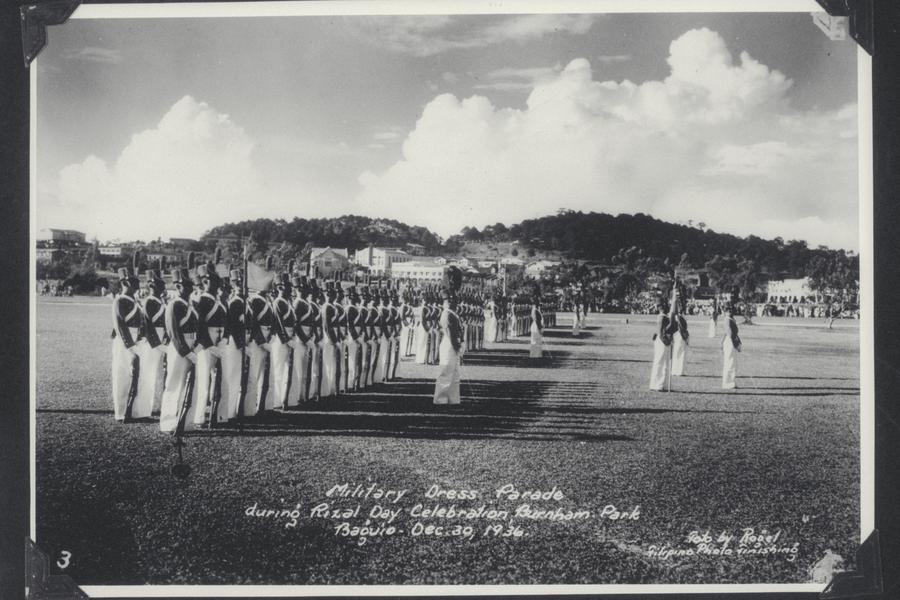 Military Dress Parade
during Rizal Day Celebration, Burnham Park
Baguio - Dec. 30, 1936.
Foto by Roael
Filipino Photo finishing
3